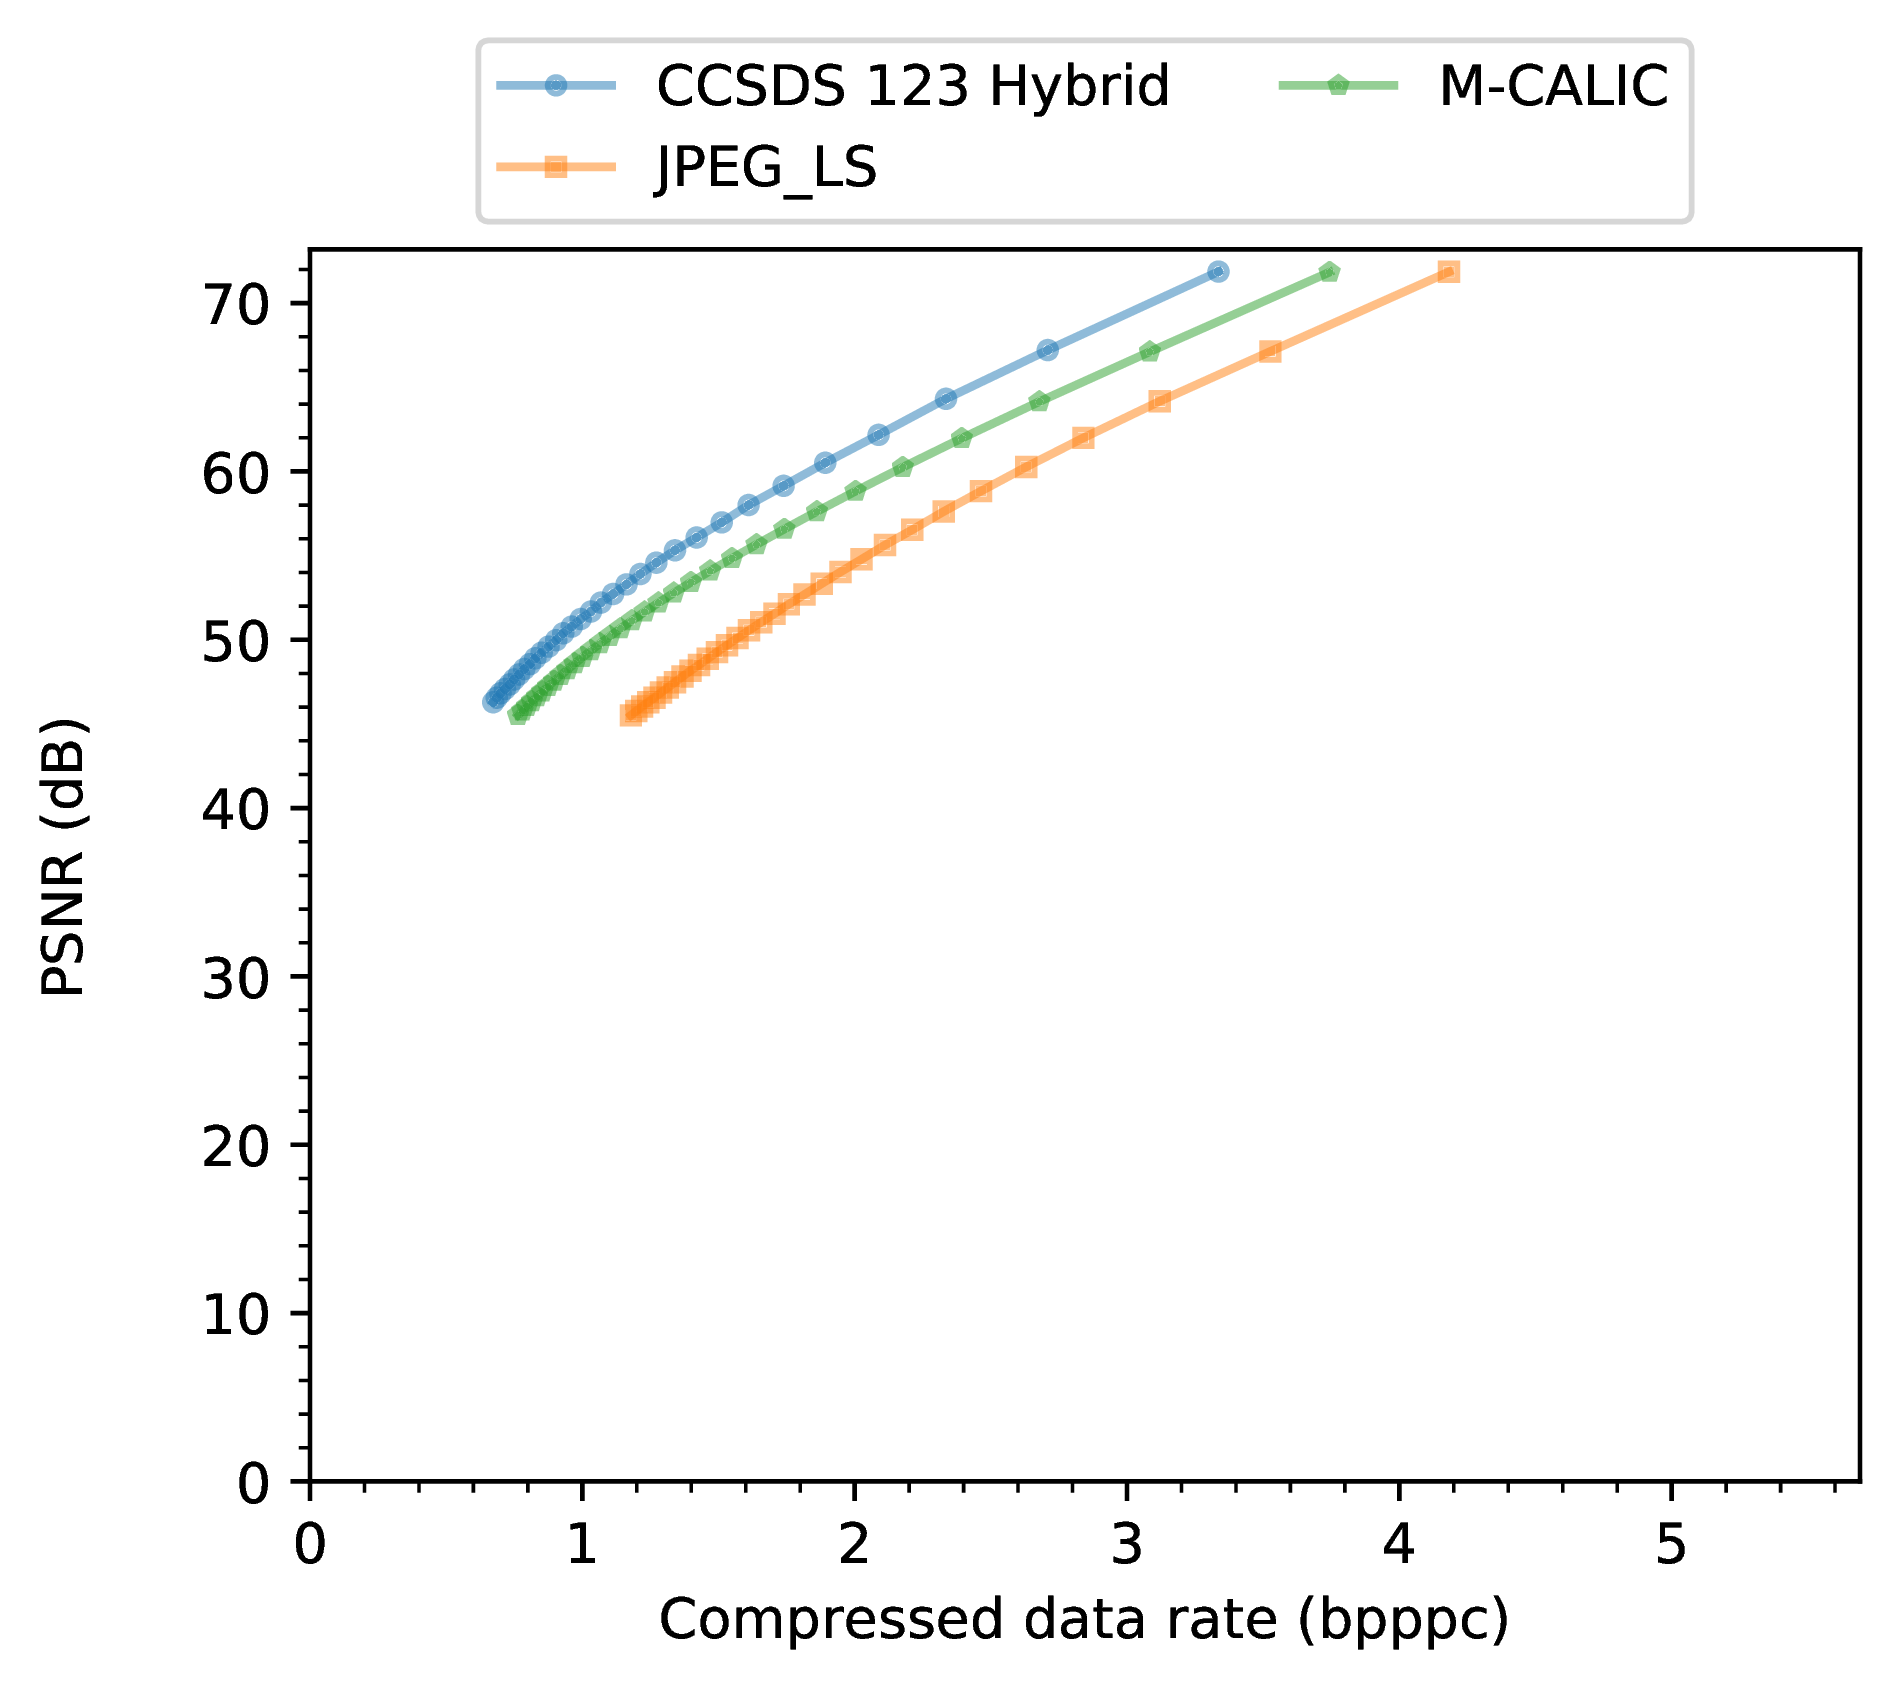 CCSDS 123 Hybrid
JPEG_LS
M-CALIC
70
60
50
40
30
20
10
0
PSNR (dB)
0 1 2 3 4 5
Compressed data rate (bpppc)